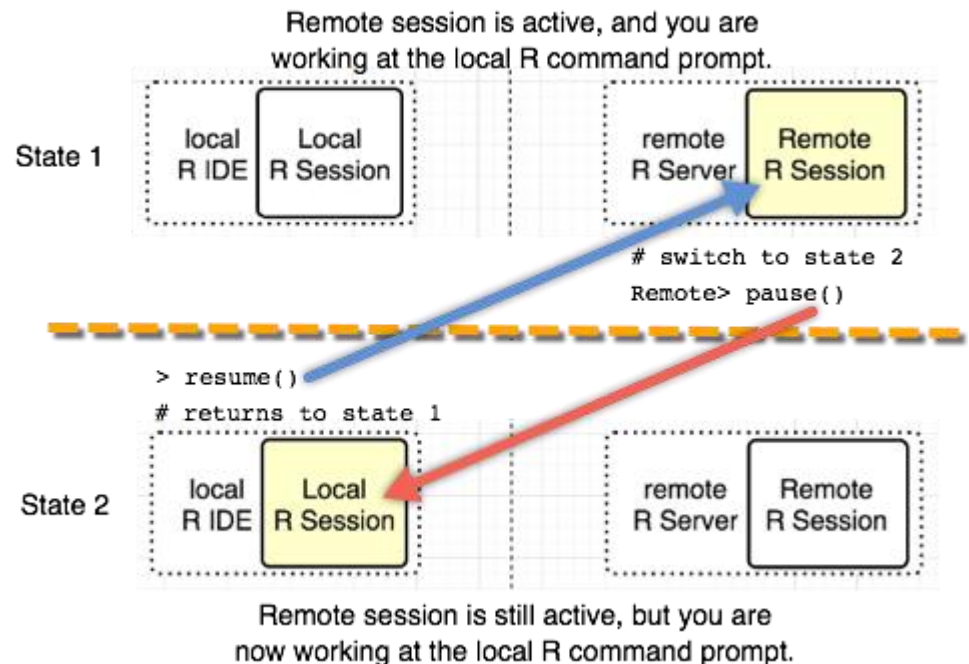 Remote session is active, and you are
working at the local R command prompt.
State 1
local
R IDE
Local
R Session
remote
R Server
Remote
R Session
# switch to state 2
Remote> pause()
> resume()
# returns to state 1
State 2
local
R IDE
Local
R Session
remote
R Server
Remote
R Session
Remote session is still active, but you are
now working at the local R command prompt.